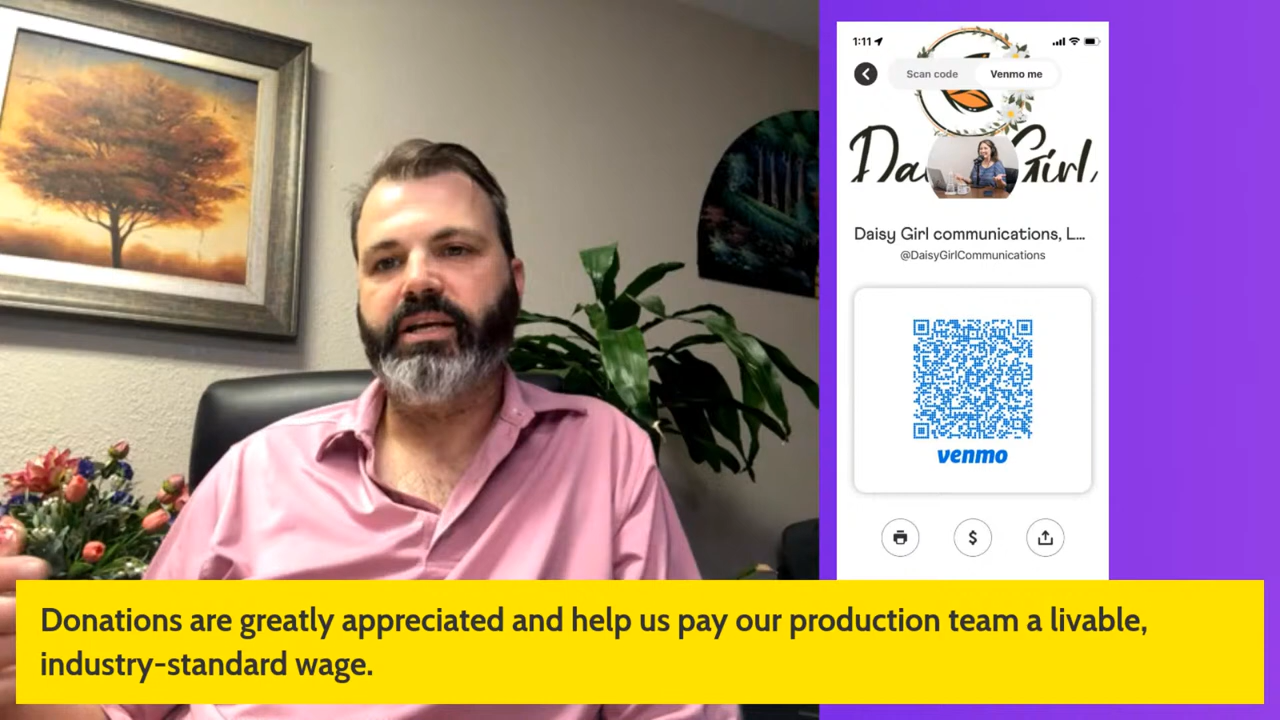 1:11
Scan code
Venmo me
Girl,
Daisy Girl communications, L...
@DaisyGirlCommunications
venmo
$
Donations are greatly appreciated and help us pay our production team a livable,
industry-standard wage.